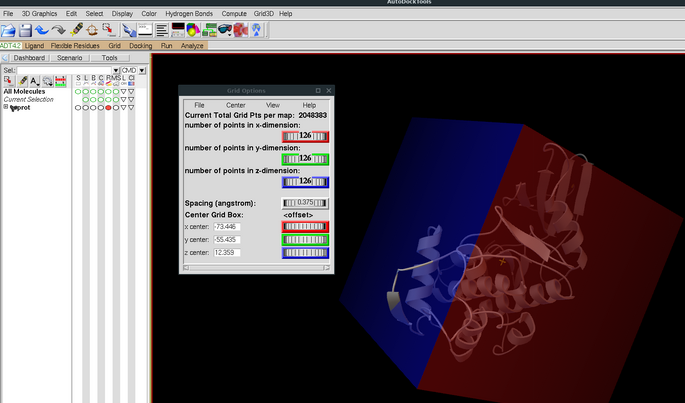 AutoDockTools
File 3D Graphics Edit Select Display Color Hydrogen Bonds Compute Grid3D Help
ADT4.2 Ligand Flexible Residues Grid Docking Run Analyze
Dashboard Scenario Tools
Sel.: CMD
S L B C R MS L Cl
All Molecules
Current Selection
Grid Options
File Center View Help
Current Total Grid Pts per map: 2048383
number of points in x-dimension:
126
number of points in y-dimension:
126
number of points in z-dimension:
126
Spacing (angstrom): 0.375
Center Grid Box: <offset>
x center: -73.446
y center: -55.435
z center: 12.359